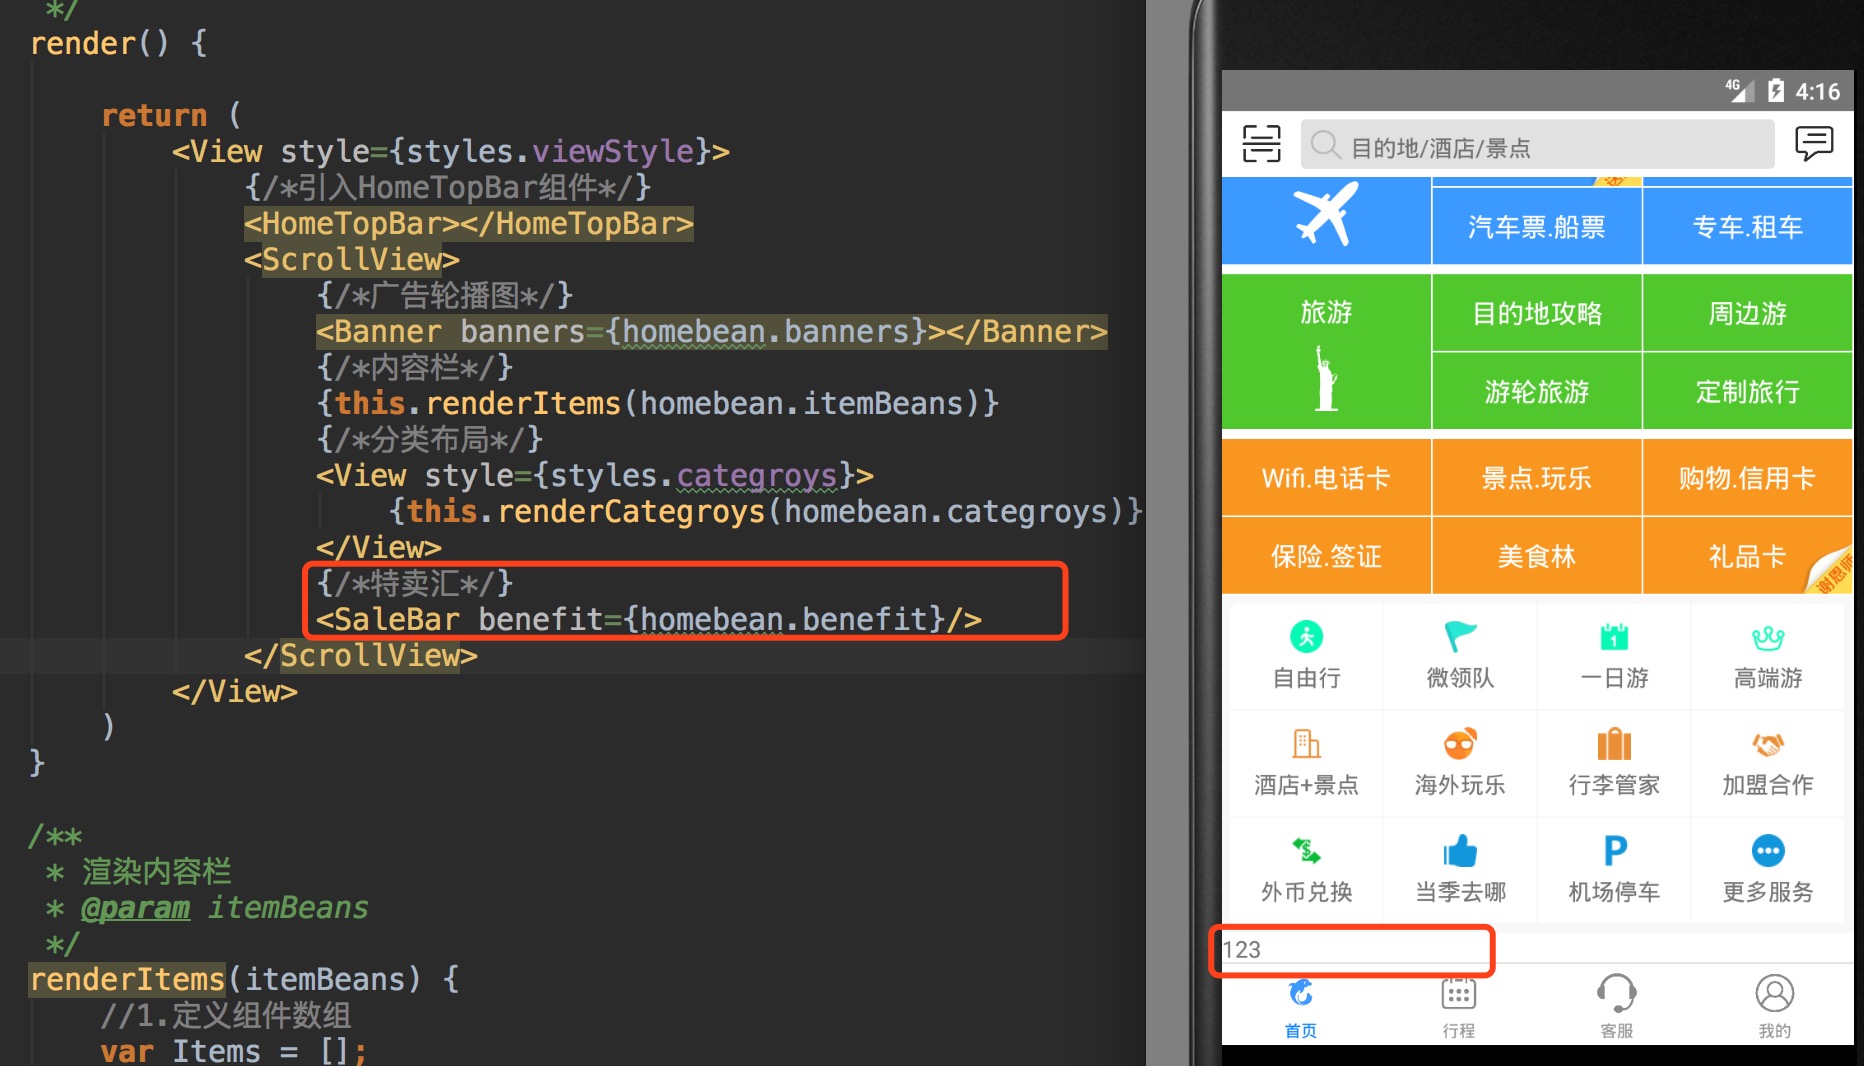 */
render() {
return (
<View style={styles.viewStyle}>
{/*引入HomeTopBar组件*/}
<HomeTopBar></HomeTopBar>
<ScrollView>
{/*广告轮播图*/}
<Banner banners={homebean.banners}></Banner>
{/*内容栏*/}
{this.renderItems(homebean.itemBeans)}
{/*分类布局*/}
<View style={styles.categroys}>
{this.renderCategroys(homebean.categroys)}
</View>
{/*特卖汇*/}
<SaleBar benefit={homebean.benefit}/>
</ScrollView>
</View>
)
}
/**
* 渲染内容栏
* @param itemBeans
*/
renderItems(itemBeans) {
//1.定义组件数组
var Items = [];
4G 4:16
目的地/酒店/景点
汽车票.船票 专车.租车
旅游 目的地攻略 周边游
游轮旅游 定制旅行
Wifi.电话卡 景点.玩乐 购物.信用卡
保险.签证 美食林 礼品卡
谢恩师
1
自由行 微领队 一日游 高端游
酒店+景点 海外玩乐 行李管家 加盟合作
$ P
外币兑换 当季去哪 机场停车 更多服务
123
首页 行程 客服 我的